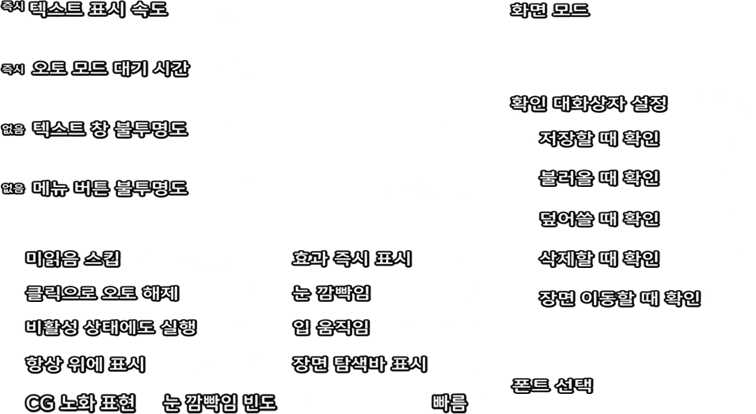 즉시 텍스트 표시 속도
즉시 오토 모드 대기 시간
없음 텍스트 창 불투명도
없음 메뉴 버튼 불투명도
미읽음 스킵 효과 즉시 표시
클릭으로 오토 해제 눈 깜빡임
비활성 상태에도 실행 입 움직임
항상 위에 표시 장면 탐색바 표시
CG 노화 표현 눈 깜빡임 빈도 빠름
화면 모드
확인 대화상자 설정
저장할 때 확인
불러올 때 확인
덮어쓸 때 확인
삭제할 때 확인
장면 이동할 때 확인
폰트 선택